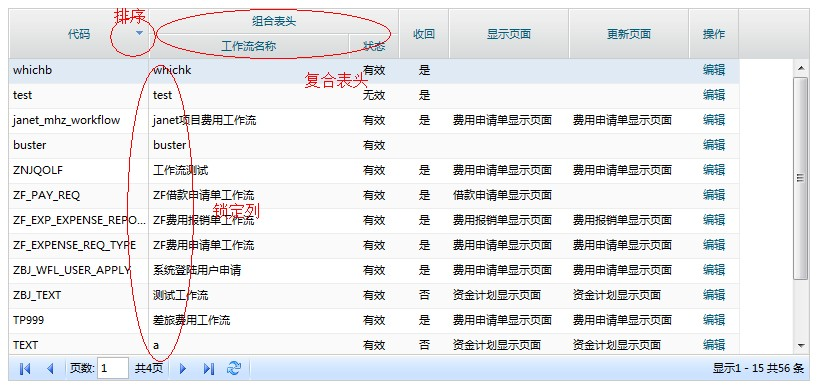 排序
组合表头
代码 收回 显示页面 更新页面 操作
工作流名称 状态
复合表头
whichb whichk 有效 是 编辑
test test 无效 是 编辑
janet_mhz_workflow janet项目费用工作流 有效 是 费用申请单显示页面 费用申请单显示页面 编辑
buster buster 有效 编辑
ZNJQOLF 工作流测试 有效 是 费用申请单显示页面 费用申请单显示页面 编辑
ZF_PAY_REQ ZF借款申请单工作流 有效 是 借款申请单显示页面 编辑
锁定列
ZF_EXP_EXPENSE_REPO... ZF费用报销单工作流 有效 是 费用报销单显示页面 费用报销单显示页面 编辑
ZF_EXPENSE_REQ_TYPE ZF费用申请单工作流 有效 是 费用申请单显示页面 费用申请单显示页面 编辑
ZBJ_WFL_USER_APPLY 系统登陆用户申请 有效 是 费用申请单显示页面 费用申请单显示页面 编辑
ZBJ_TEXT 测试工作流 有效 否 资金计划显示页面 资金计划显示页面 编辑
TP999 差旅费用工作流 有效 是 费用申请单显示页面 费用申请单显示页面 编辑
TEXT a 有效 否 资金计划显示页面 资金计划显示页面 编辑
页数: 1 共4页 显示1 - 15 共56 条